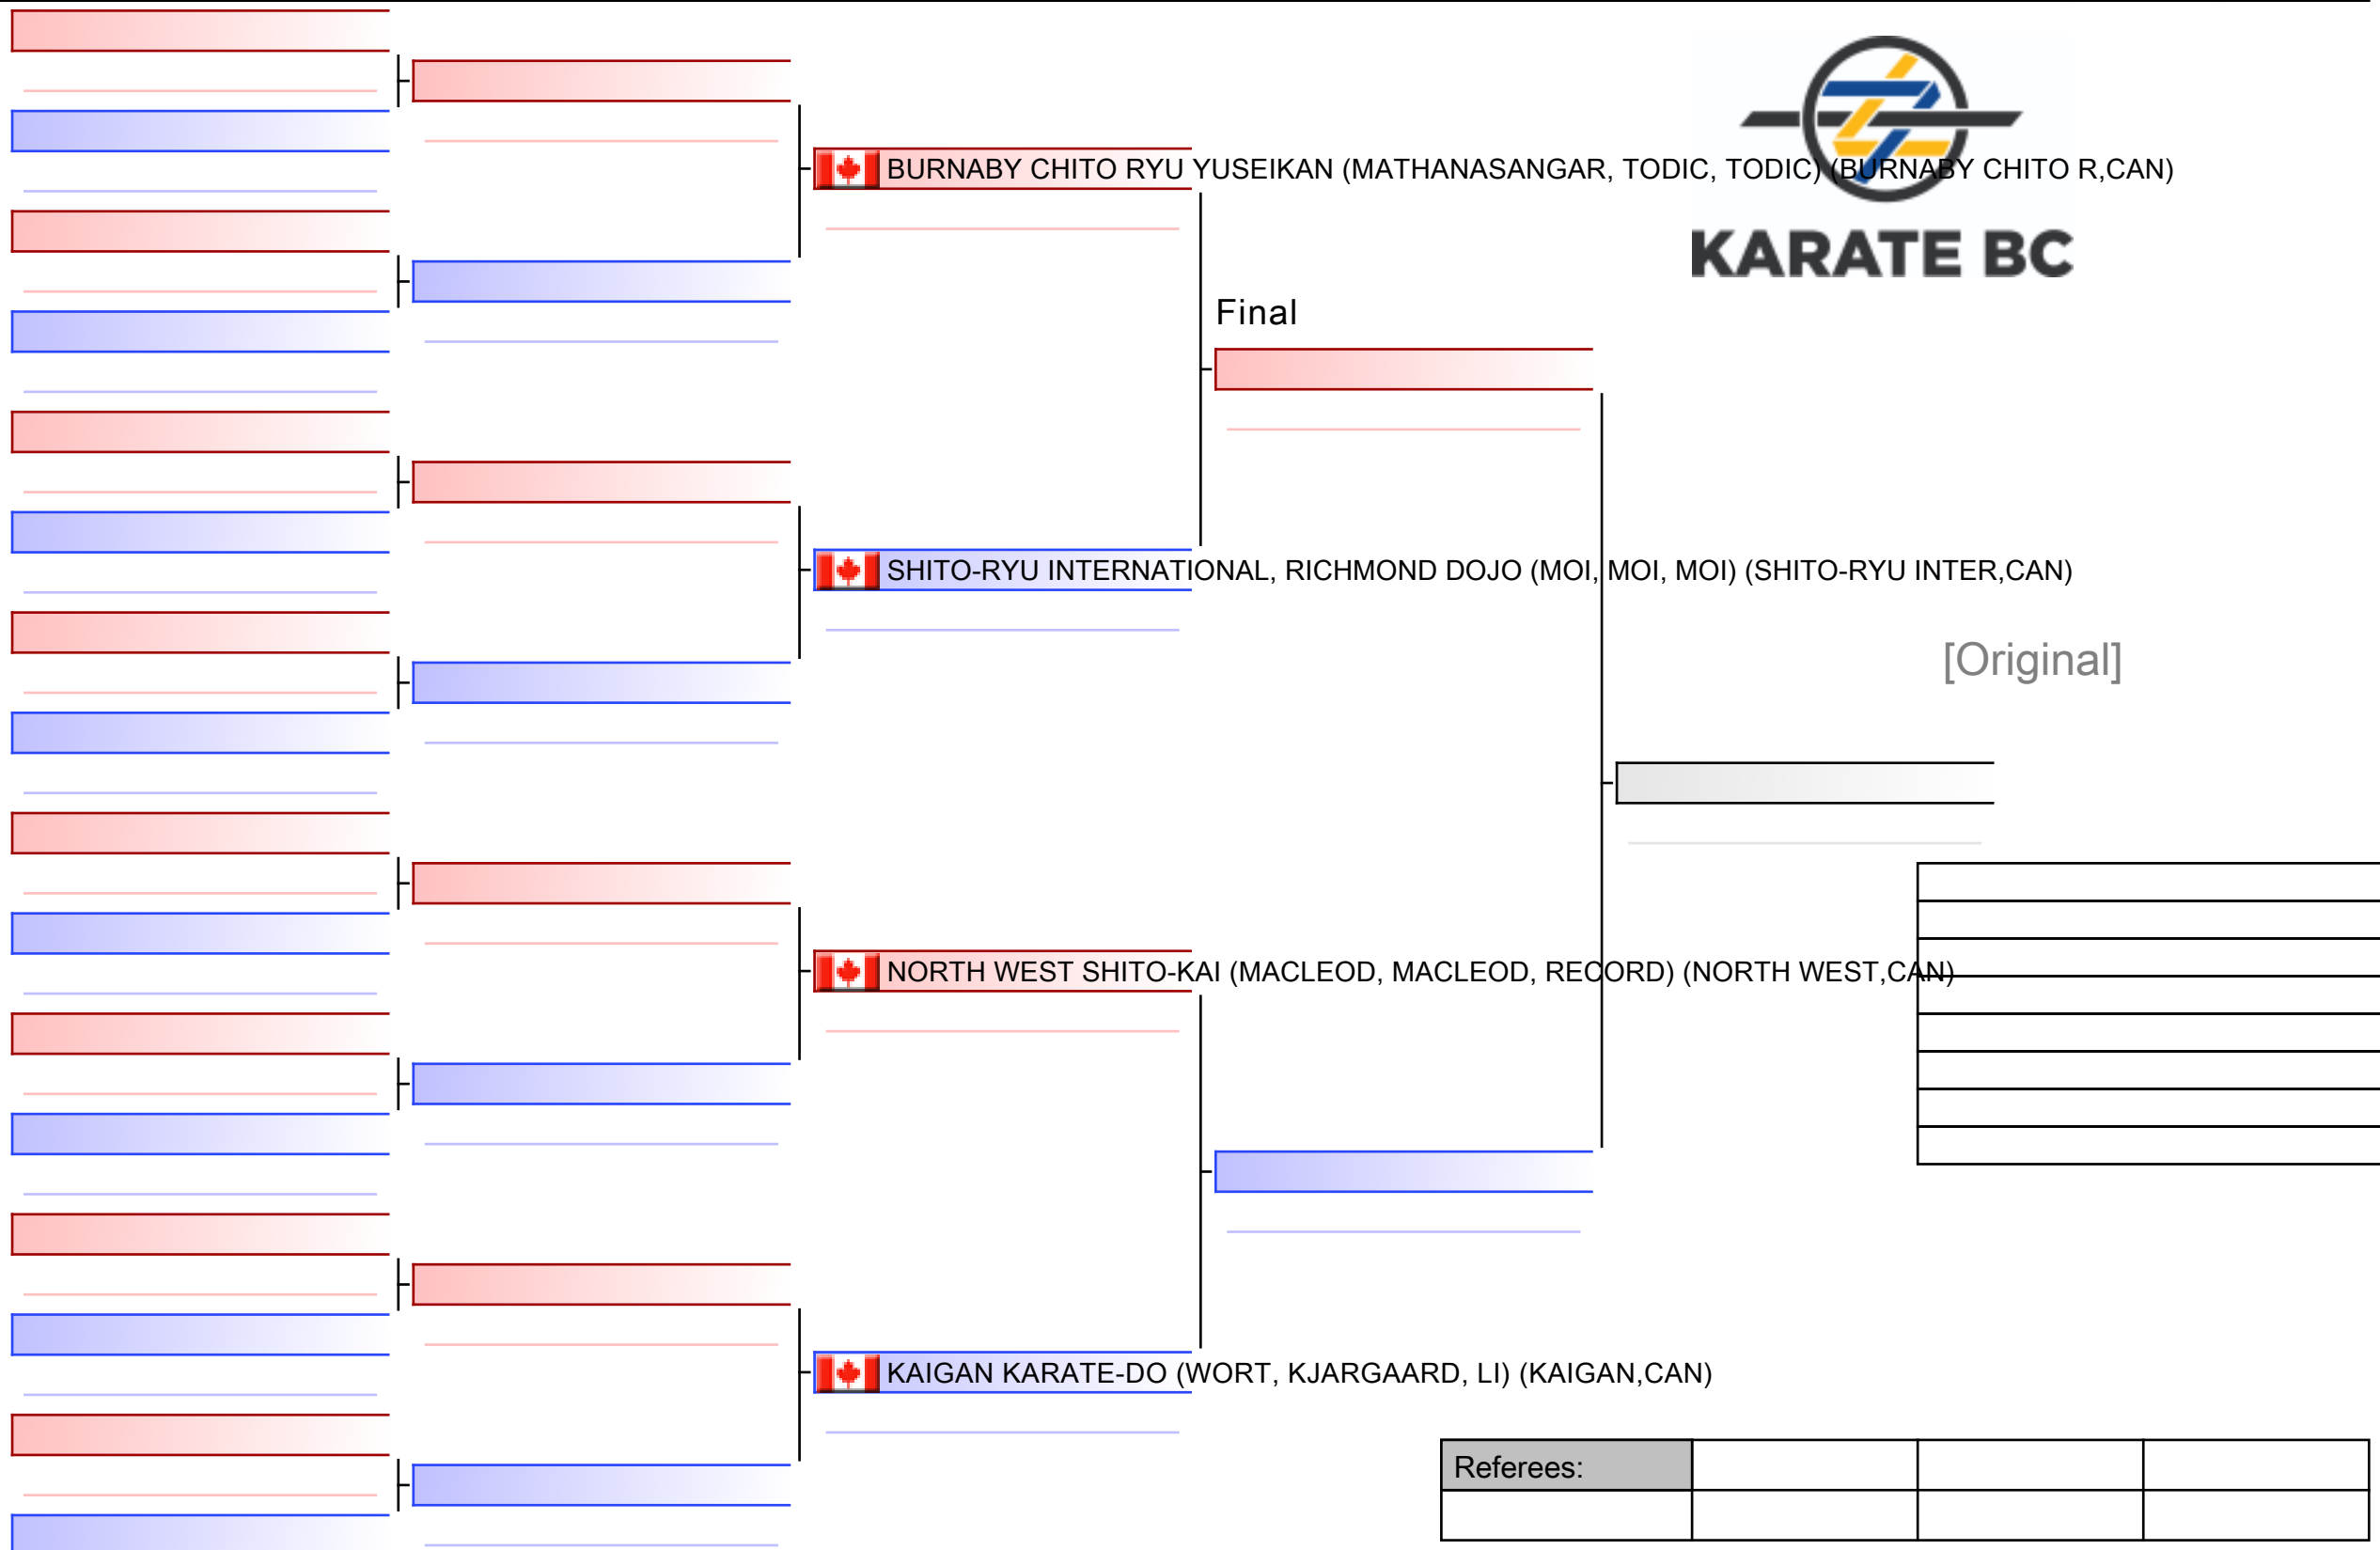 BURNABY CHITO RYU YUSEIKAN (MATHANASANGAR, TODIC, TODIC) (BURNABY CHITO R,CAN)
KARATE BC
Final
SHITO-RYU INTERNATIONAL, RICHMOND DOJO (MOI, MOI, MOI) (SHITO-RYU INTER,CAN)
[Original]
NORTH WEST SHITO-KAI (MACLEOD, MACLEOD, RECORD) (NORTH WEST,CAN)
KAIGAN KARATE-DO (WORT, KJARGAARD, LI) (KAIGAN,CAN)
Referees: